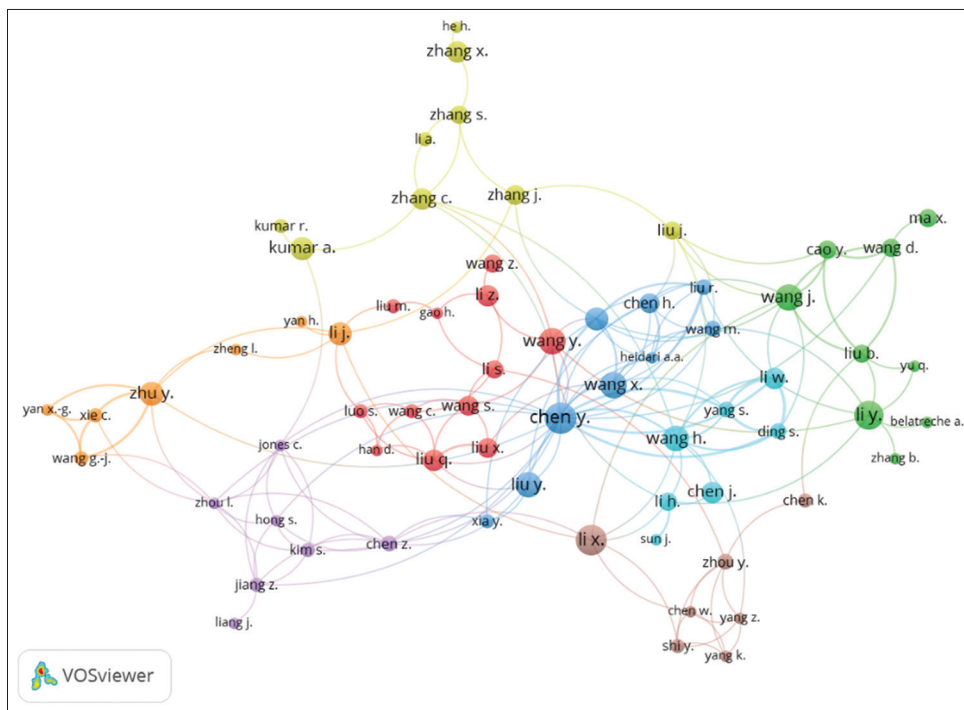 he h.
zhang x.
zhang s.
li a.
zhang c.
zhang j.
kumar r.
kumar a.
liu j.
ma x.
cao y.
wang d.
wang z.
li z.
liu m.
gao h.
chen h.
liu r.
wang j.
yan h.
li j.
wang y.
wang m.
zheng l.
heidari a.a.
liu b.
yu q.
li s.
wang x.
li w.
zhu y.
yan x.-g.
xie c.
luo s.
wang c.
wang s.
chen y.
yang s.
li y.
belatreche a.
ding s.
wang g.-j.
jones c.
han d.
liu q.
liu x.
wang h.
zhang b.
zhou l.
liu y.
li h.
chen j.
chen k.
hong s.
xia y.
kim s.
chen z.
li x.
sun j.
jiang z.
zhou y.
liang j.
chen w.
yang z.
shi y.
yang k.
VOSviewer